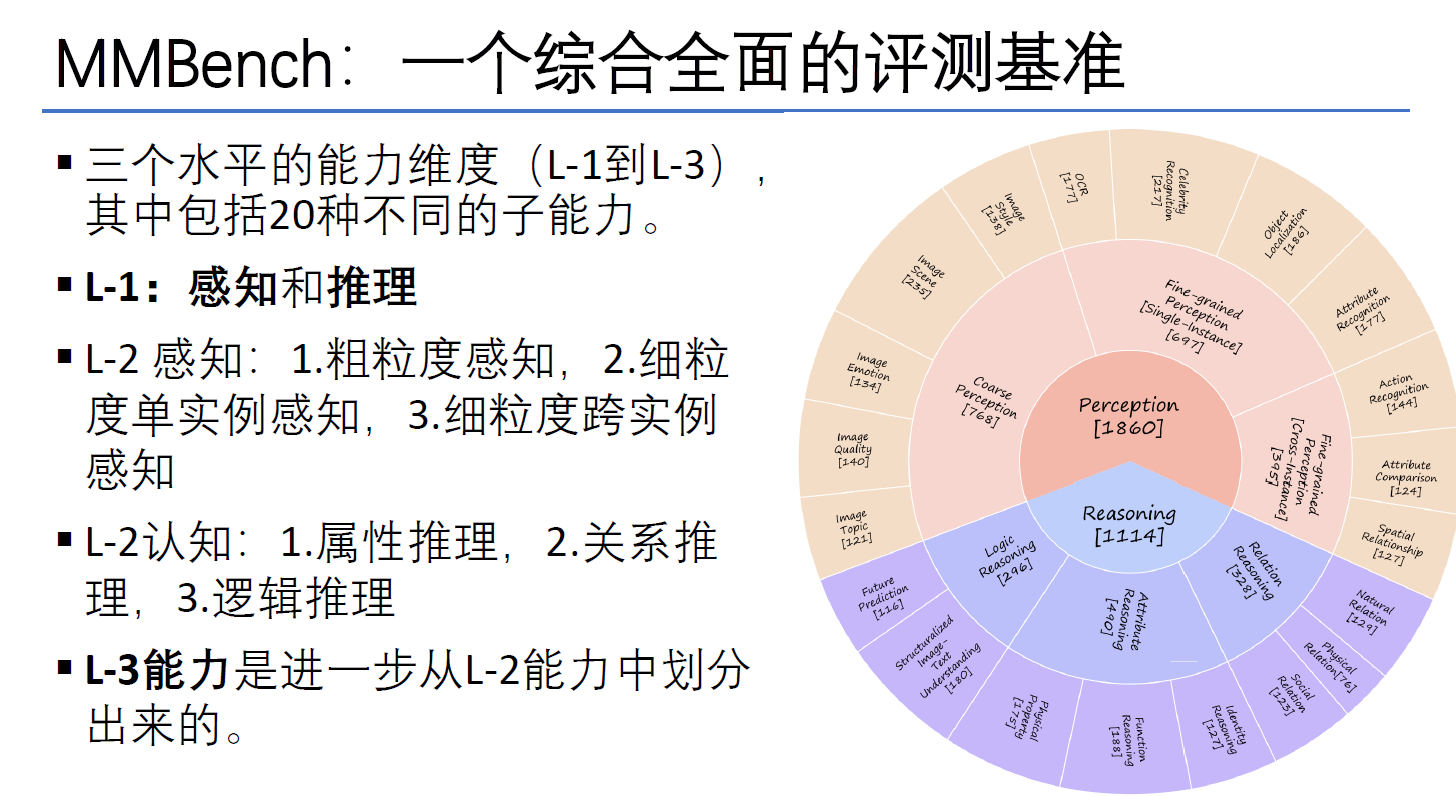 MMBench：一个综合全面的评测基准
▪ 三个水平的能力维度（L-1到L-3），
其中包括20种不同的子能力。
▪ L-1：感知和推理
▪ L-2 感知：1.粗粒度感知，2.细粒
度单实例感知，3.细粒度跨实例
感知
▪ L-2认知：1.属性推理，2.关系推
理，3.逻辑推理
▪ L-3能力是进一步从L-2能力中划分
出来的。
Perception
[1860]
Reasoning
[1114]
Coarse
Perception
[768]
Fine-grained
Perception
[Single-Instance]
[697]
Fine-grained
Perception
[Cross-Instance]
[395]
Logic
Reasoning
[296]
Attribute
Reasoning
[490]
Relation
Reasoning
[328]
Image
Topic
[121]
Image
Quality
[140]
Image
Emotion
[134]
Image
Scene
[235]
Image
Style
[138]
OCR
[177]
Celebrity
Recognition
[217]
Object
Localization
[186]
Attribute
Recognition
[177]
Action
Recognition
[144]
Attribute
Comparison
[124]
Spatial
Relationship
[127]
Natural
Relation
[129]
Physical
Relation[76]
Social
Relation
[123]
Identity
Reasoning
[127]
Function
Reasoning
[188]
Physical
Property
[175]
Structuralized
Image-
Text
Understanding
[180]
Future
Prediction
[116]